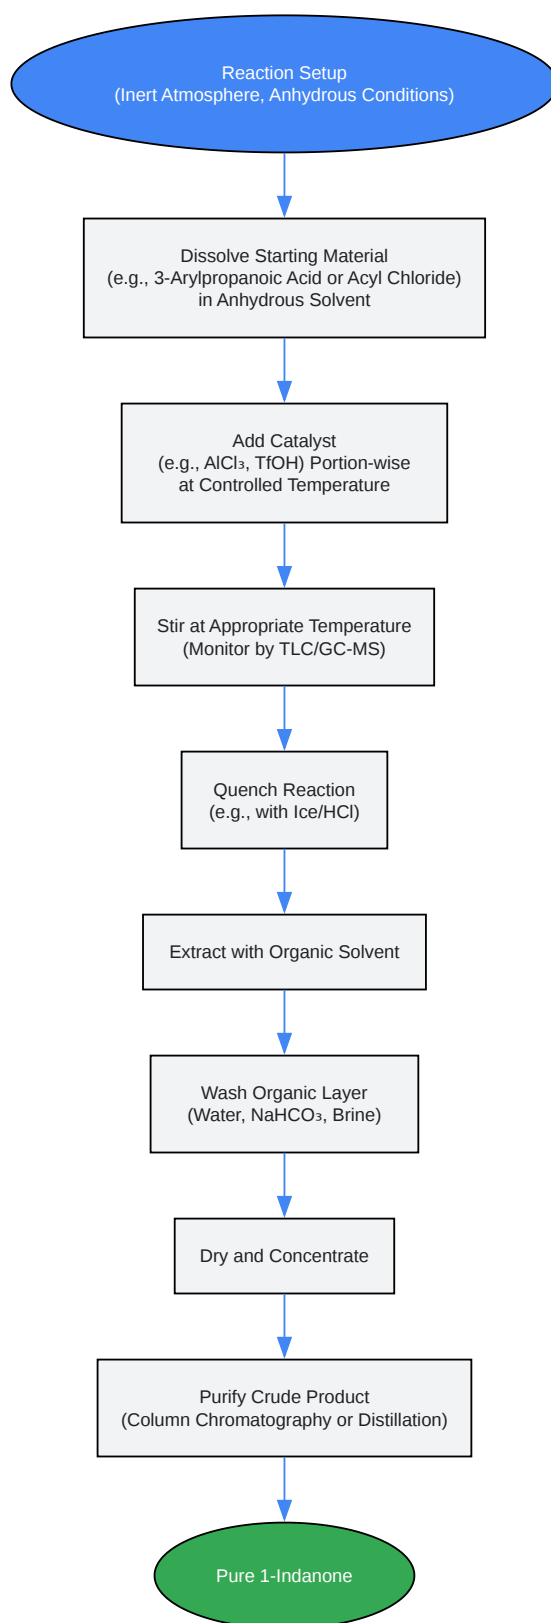 Reaction Setup
(Inert Atmosphere, Anhydrous Conditions)
Dissolve Starting Material
(e.g., 3-Arylpropanoic Acid or Acyl Chloride)
in Anhydrous Solvent
Add Catalyst
(e.g., AlCl₃, TfOH) Portion-wise
at Controlled Temperature
Stir at Appropriate Temperature
(Monitor by TLC/GC-MS)
Quench Reaction
(e.g., with Ice/HCl)
Extract with Organic Solvent
Wash Organic Layer
(Water, NaHCO₃, Brine)
Dry and Concentrate
Purify Crude Product
(Column Chromatography or Distillation)
Pure 1-Indanone